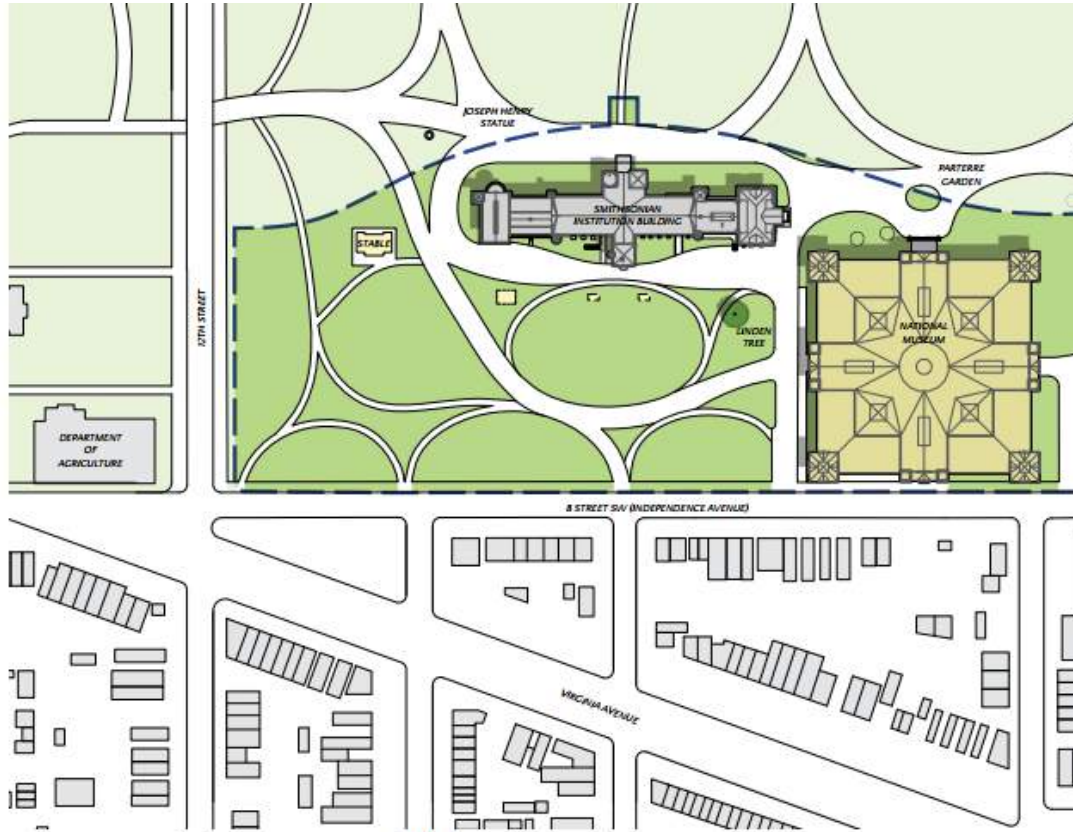 JOSEPH HENRY
STATUE
PARTERRE
GARDEN
SMITHSONIAN
INSTITUTION BUILDING
STABLE
12TH STREET
LINDEN
TREE
NATIONAL
MUSEUM
DEPARTMENT
OF
AGRICULTURE
B STREET SW (INDEPENDENCE AVENUE)
VIRGINIA AVENUE